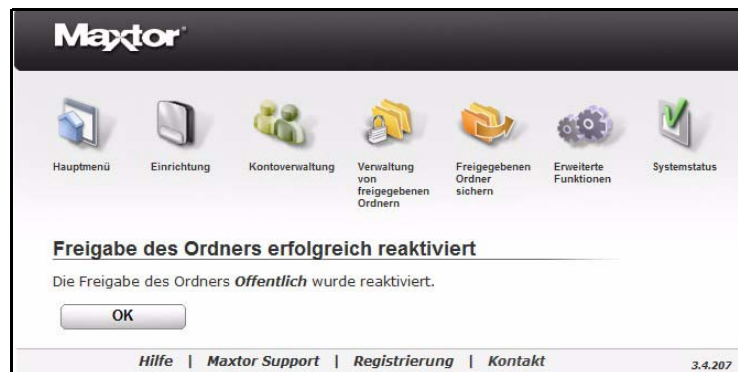 Maxtor
Hauptmenü
Einrichtung
Kontoverwaltung
Verwaltung
von
freigegebenen
Ordnern
Freigegebenen
Ordner
sichern
Erweiterte
Funktionen
Systemstatus
Freigabe des Ordners erfolgreich reaktiviert
Die Freigabe des Ordners Offentlich wurde reaktiviert.
OK
Hilfe | Maxtor Support | Registrierung | Kontakt
3.4.207